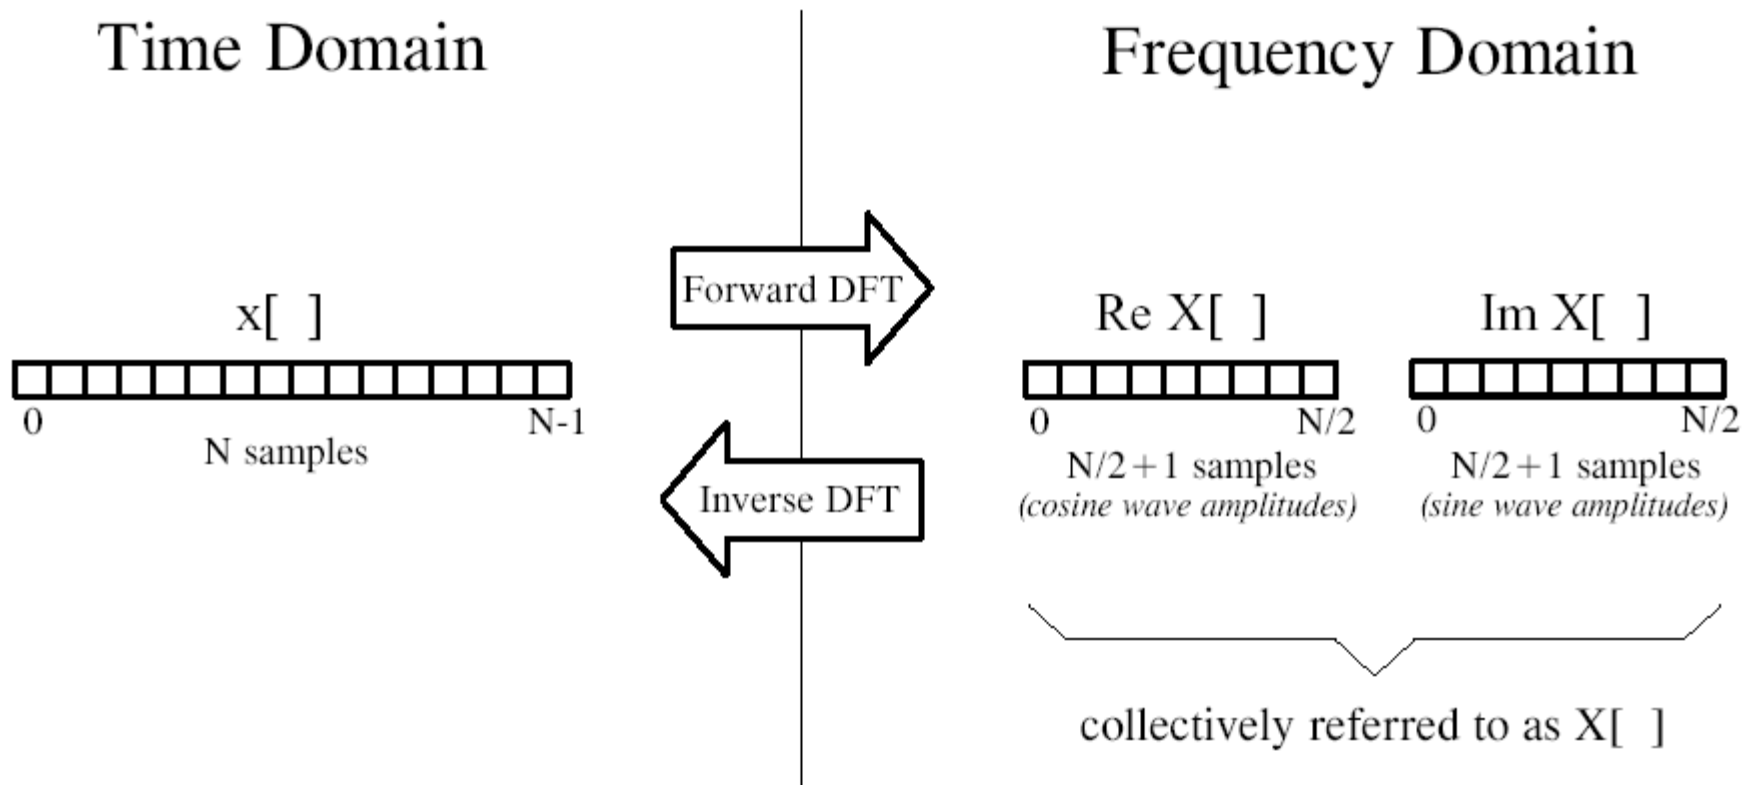 Time Domain
Frequency Domain
Forward DFT
x[ ]
Re X[ ]
Im X[ ]
0
N-1
N samples
0
N/2
N/2+1 samples
(cosine wave amplitudes)
0
N/2
N/2+1 samples
(sine wave amplitudes)
Inverse DFT
collectively referred to as X[ ]